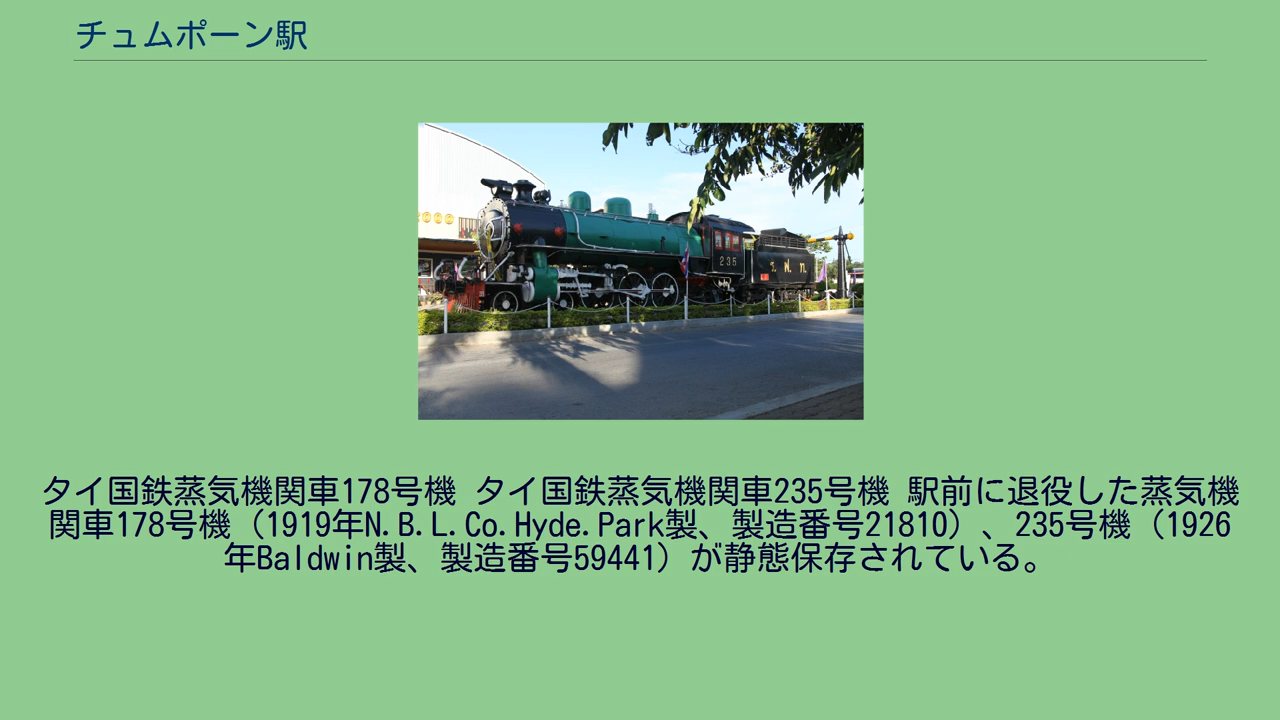 チュムポーン駅
235
ร. ฟ. ท.
タイ国鉄蒸気機関車178号機 タイ国鉄蒸気機関車235号機 駅前に退役した蒸気機
関車178号機（1919年N.B.L.Co.Hyde.Park製、製造番号21810）、235号機（1926
年Baldwin製、製造番号59441）が静態保存されている。